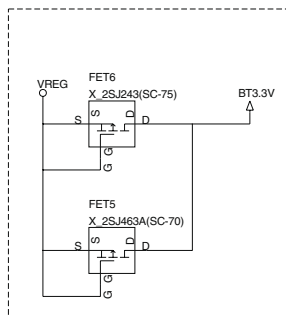 VREG
FET6
X_2SJ243(SC-75)
BT3.3V
S
S
D
D
G
G
FET5
X_2SJ463A(SC-70)
S
S
D
D
G
G